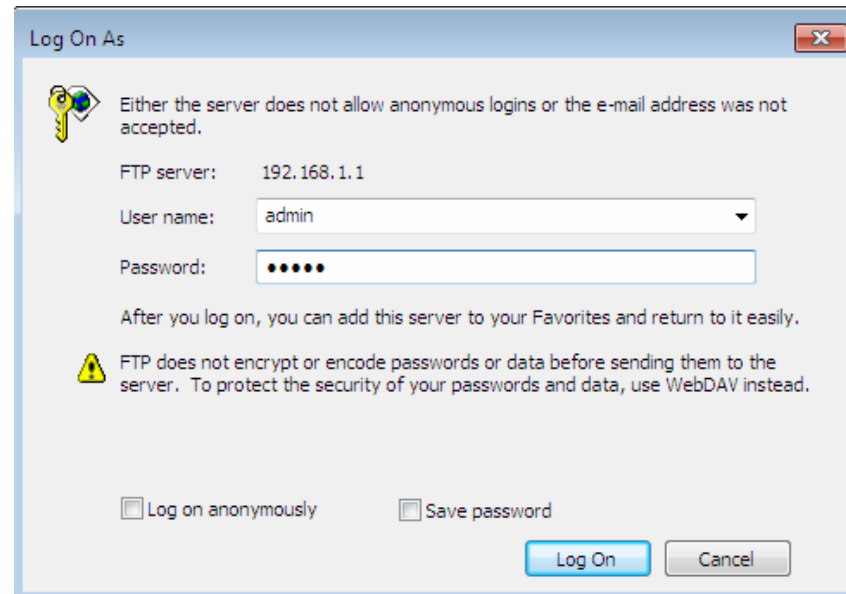 Log On As
Either the server does not allow anonymous logins or the e-mail address was not
accepted.
FTP server: 192.168.1.1
User name: admin
Password: •••••
After you log on, you can add this server to your Favorites and return to it easily.
FTP does not encrypt or encode passwords or data before sending them to the
server. To protect the security of your passwords and data, use WebDAV instead.
Log on anonymously Save password
Log On Cancel